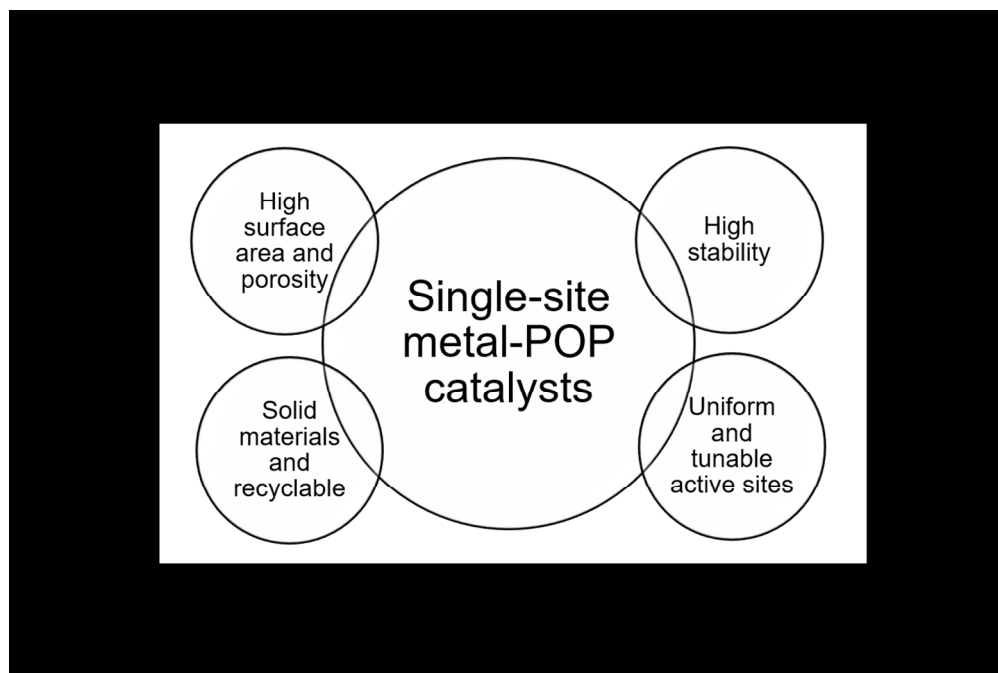 High
surface
area and
porosity
High
stability
Single-site
metal-POP
catalysts
Solid
materials
and
recyclable
Uniform
and
tunable
active sites